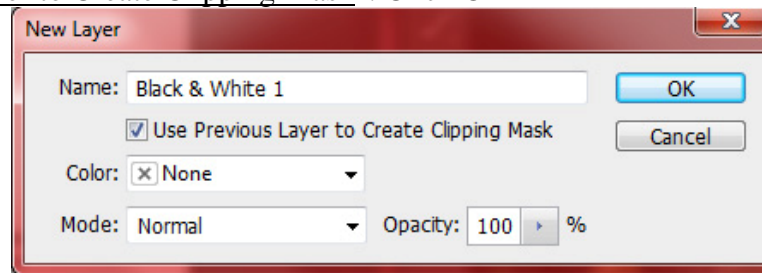 New Layer
Name: Black & White 1
OK
Use Previous Layer to Create Clipping Mask
Cancel
Color: None
Mode: Normal
Opacity: 100 %